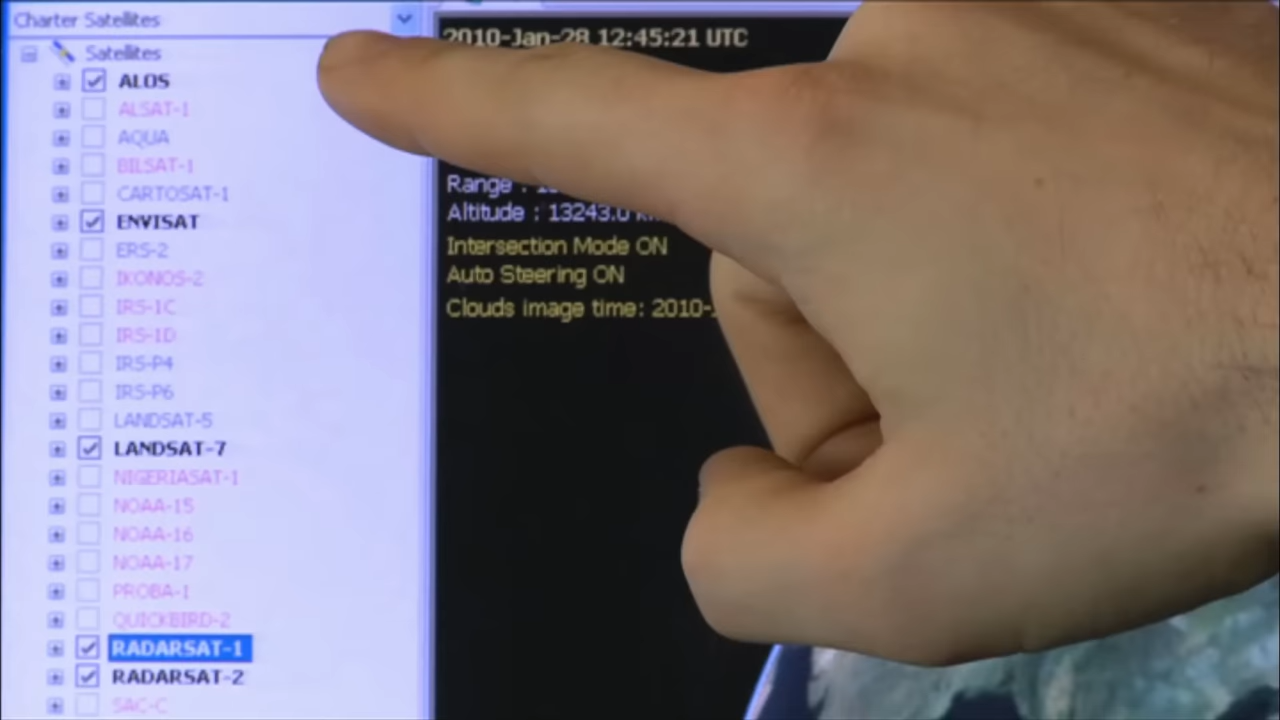 Charter Satellites
Satellites
ALOS
ALSAT-1
AQUA
BILSAT-1
CARTOSAT-1
ENVISAT
ERS-2
IKONOS-2
IRS-1C
IRS-1D
IRS-P4
IRS-P6
LANDSAT-5
LANDSAT-7
NIGERIASAT-1
NOAA-15
NOAA-16
NOAA-17
PROBA-1
QUICKBIRD-2
RADARSAT-1
RADARSAT-2
SAC-C
2010-Jan-28 12:45:21 UTC
Range :
Altitude : 13243.0
Intersection Mode ON
Auto Steering ON
Clouds image time: 2010-